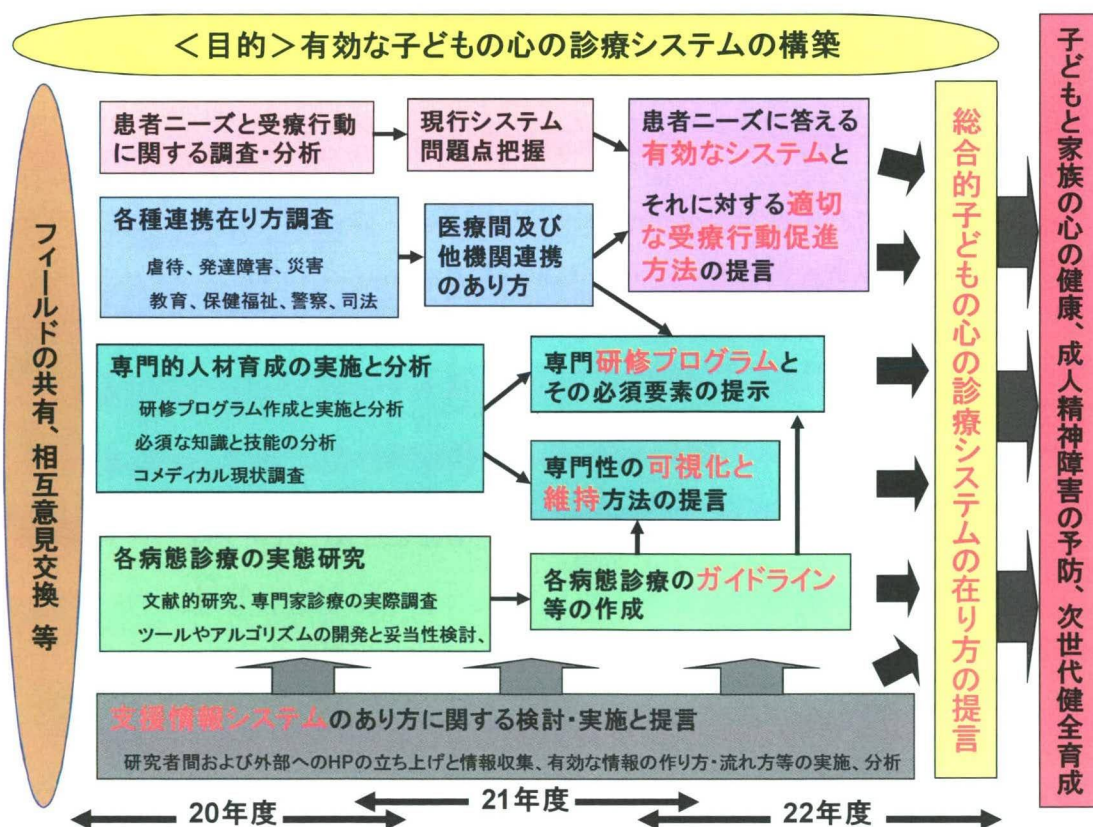 ＜目的＞有効な子どもの心の診療システムの構築
フィールドの共有、相互意見交換 等
患者ニーズと受療行動
に関する調査・分析
現行システム
問題点把握
患者ニーズに答える
有効なシステムと
それに対する適切
な受療行動促進
方法の提言
各種連携在り方調査
虐待、発達障害、災害
教育、保健福祉、警察、司法
医療間及び
他機関連携
のあり方
専門的人材育成の実施と分析
研修プログラム作成と実施と分析
必須な知識と技能の分析
コメディカル現状調査
専門研修プログラムと
その必須要素の提示
専門性の可視化と
維持方法の提言
各病態診療の実態研究
文献的研究、専門家診療の実際調査
ツールやアルゴリズムの開発と妥当性検討、
各病態診療のガイドライン
等の作成
支援情報システムのあり方に関する検討・実施と提言
研究者間および外部へのHPの立ち上げと情報収集、有効な情報の作り方・流れ方等の実施、分析
20年度
21年度
22年度
総合的子どもの心の診療システムの在り方の提言
子どもと家族の心の健康、成人精神障害の予防、次世代健全育成